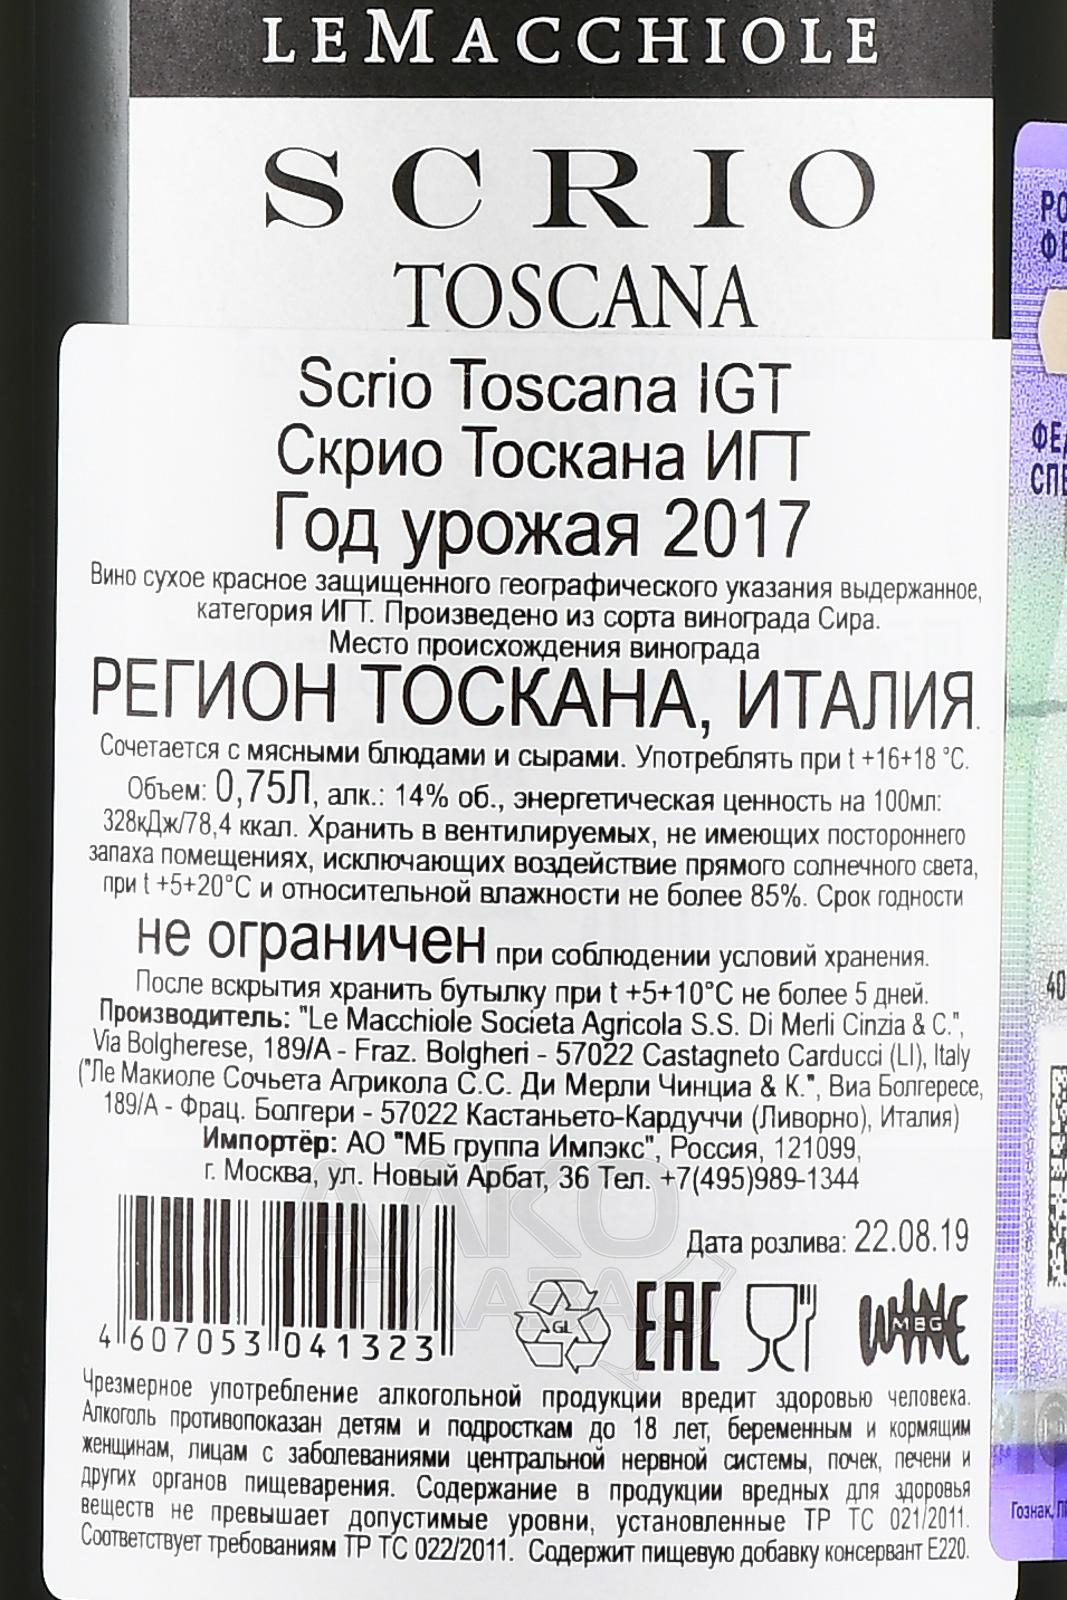 LEMACCHIOLE
SCRIO
TOSCANA
Scrio Toscana IGT
Скрио Тоскана ИГТ
Год урожая 2017
Вино сухое красное защищенного географического указания выдержанное,
категория ИГТ. Произведено из сорта винограда Сира.
Место происхождения винограда
РЕГИОН ТОСКАНА, ИТАЛИЯ.
Сочетается с мясными блюдами и сырами. Употреблять при t +16+18 °C.
Объем: 0,75Л, алк.: 14% об., энергетическая ценность на 100мл:
328кДж/78,4 ккал. Хранить в вентилируемых, не имеющих постороннего
запаха помещениях, исключающих воздействие прямого солнечного света,
при t +5+20°C и относительной влажности не более 85%. Срок годности
не ограничен при соблюдении условий хранения.
После вскрытия хранить бутылку при t +5+10°C не более 5 дней.
Производитель: "Le Macchiole Societa Agricola S.S. Di Merli Cinzia & C.",
Via Bolgherese, 189/A - Fraz. Bolgheri - 57022 Castagneto Carducci (LI), Italy
("Ле Макиоле Сочьета Агрикола С.С. Ди Мерли Чинциа & К.", Виа Болгересе,
189/А - Фрац. Болгери - 57022 Кастаньето-Кардуччи (Ливорно), Италия)
Импортёр: АО "МБ группа Импэкс", Россия, 121099,
г. Москва, ул. Новый Арбат, 36 Тел. +7(495)989-1344
Дата розлива: 22.08.19
4 607053 041323
GL
EAC
WINE
MBG
АЛКО
ПЛАЗА
Чрезмерное употребление алкогольной продукции вредит здоровью человека.
Алкоголь противопоказан детям и подросткам до 18 лет, беременным и кормящим
женщинам, лицам с заболеваниями центральной нервной системы, почек, печени и
других органов пищеварения. Содержание в продукции вредных для здоровья
веществ не превышает допустимые уровни, установленные ТР ТС 021/2011.
Соответствует требованиям ТР ТС 022/2011. Содержит пищевую добавку консервант Е220.
РО
ФЕ
ФЕД
СПЕ
40
Гознак,